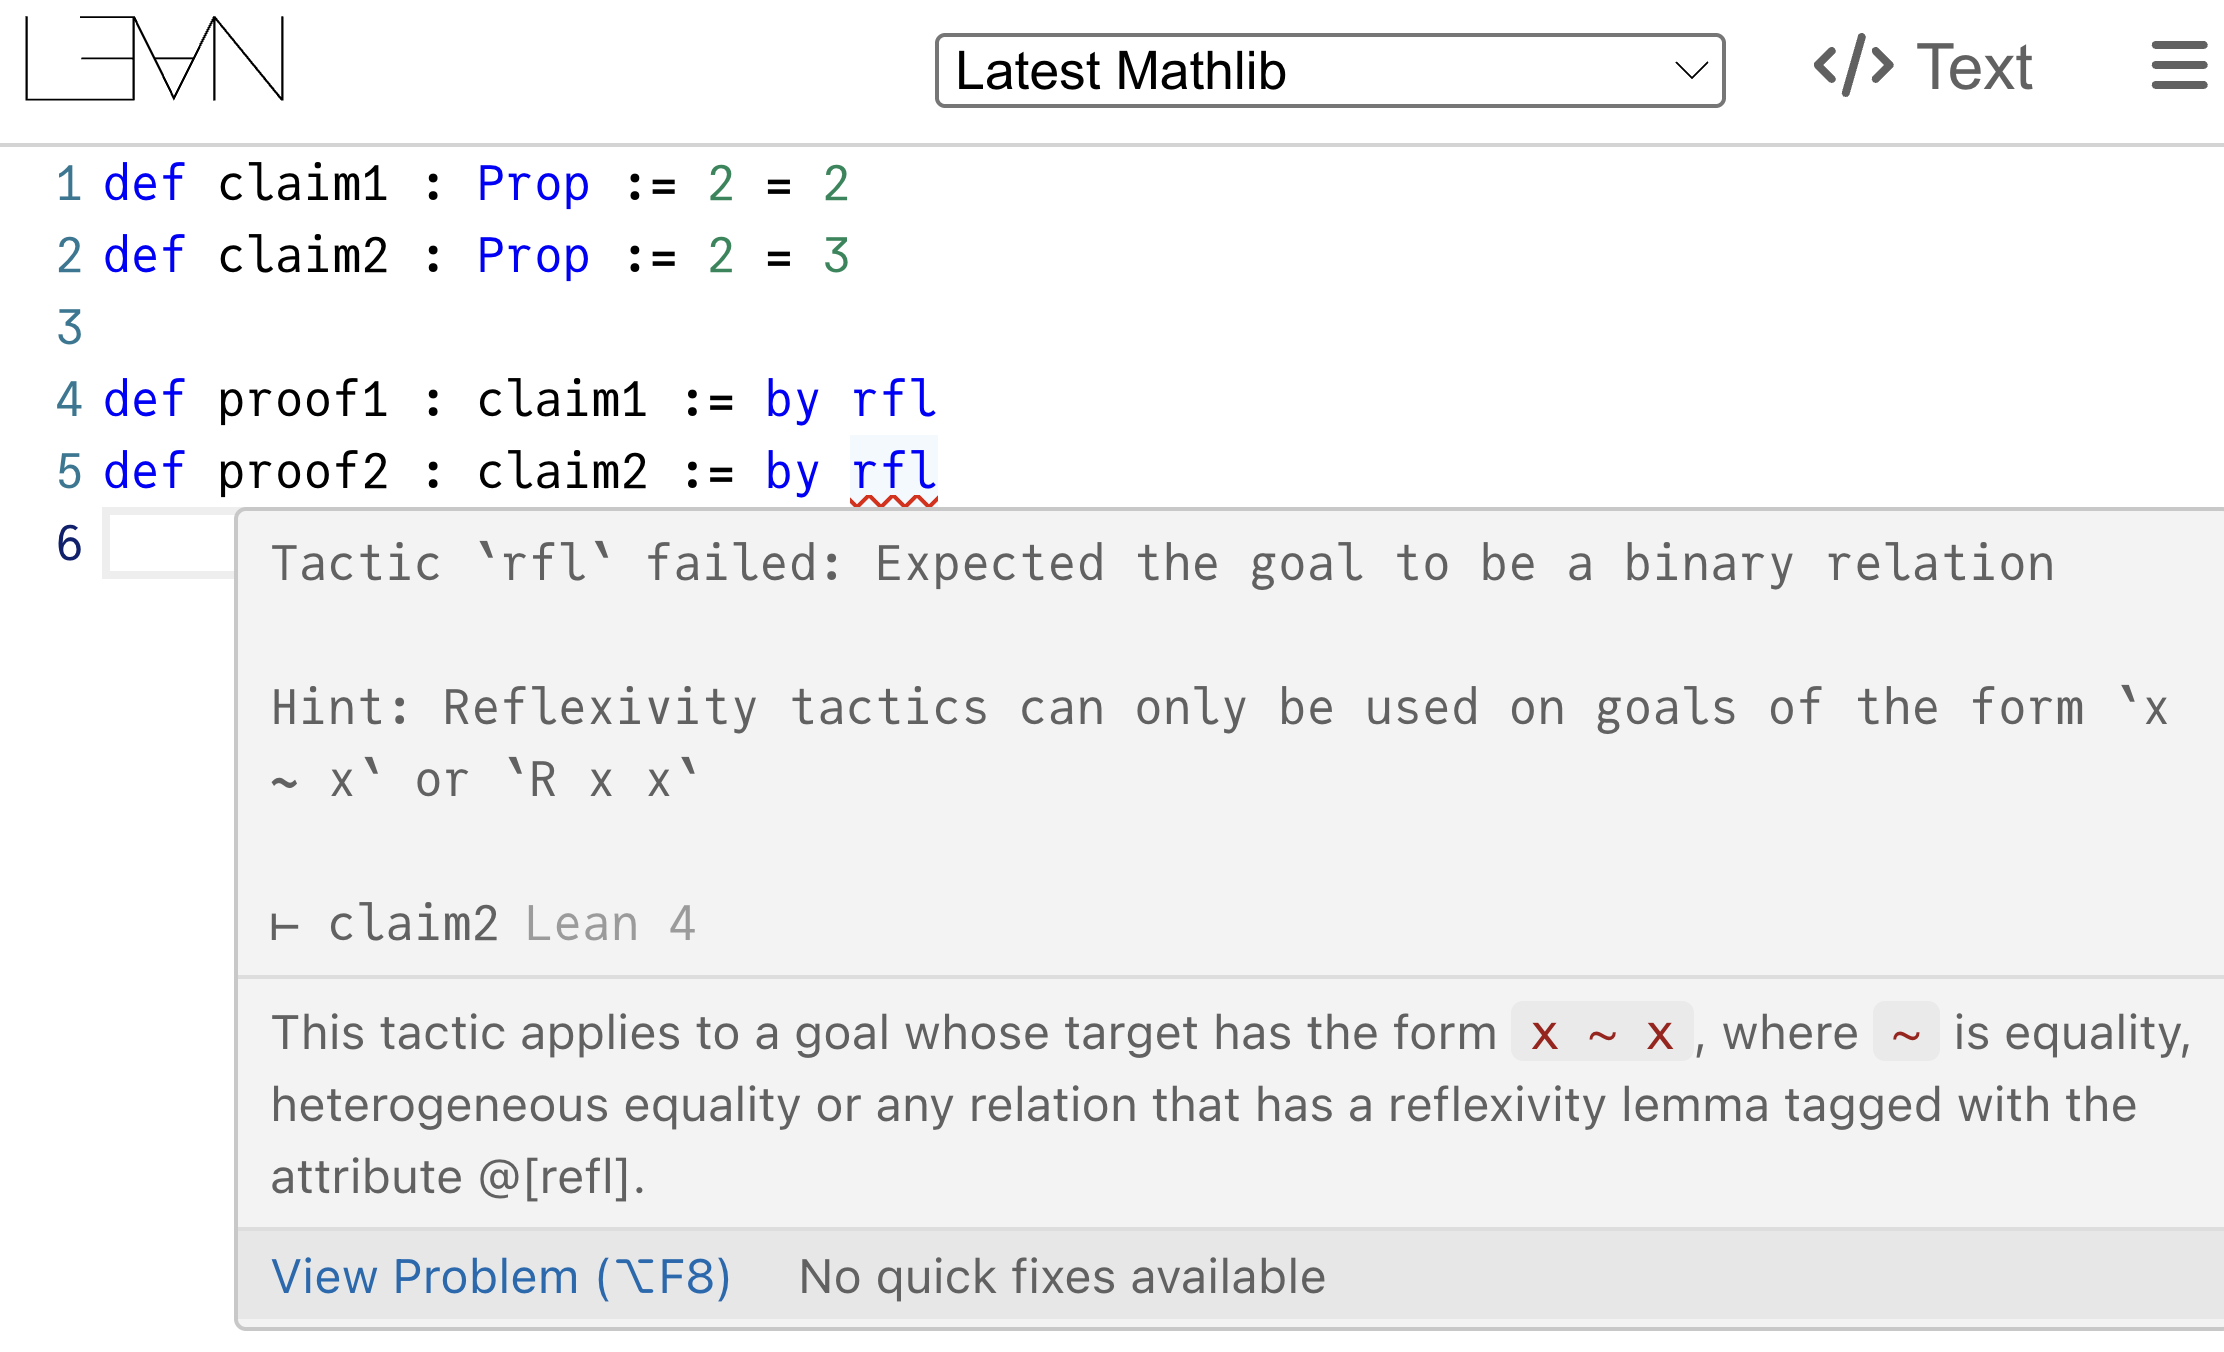 LEAN
Latest Mathlib
</> Text
1 def claim1 : Prop := 2 = 2
2 def claim2 : Prop := 2 = 3
3
4 def proof1 : claim1 := by rfl
5 def proof2 : claim2 := by rfl
6
Tactic `rfl` failed: Expected the goal to be a binary relation
Hint: Reflexivity tactics can only be used on goals of the form `x
~ x` or `R x x`
⊢ claim2 Lean 4
This tactic applies to a goal whose target has the form x ~ x, where ~ is equality,
heterogeneous equality or any relation that has a reflexivity lemma tagged with the
attribute @[refl].
View Problem (⌥F8) No quick fixes available